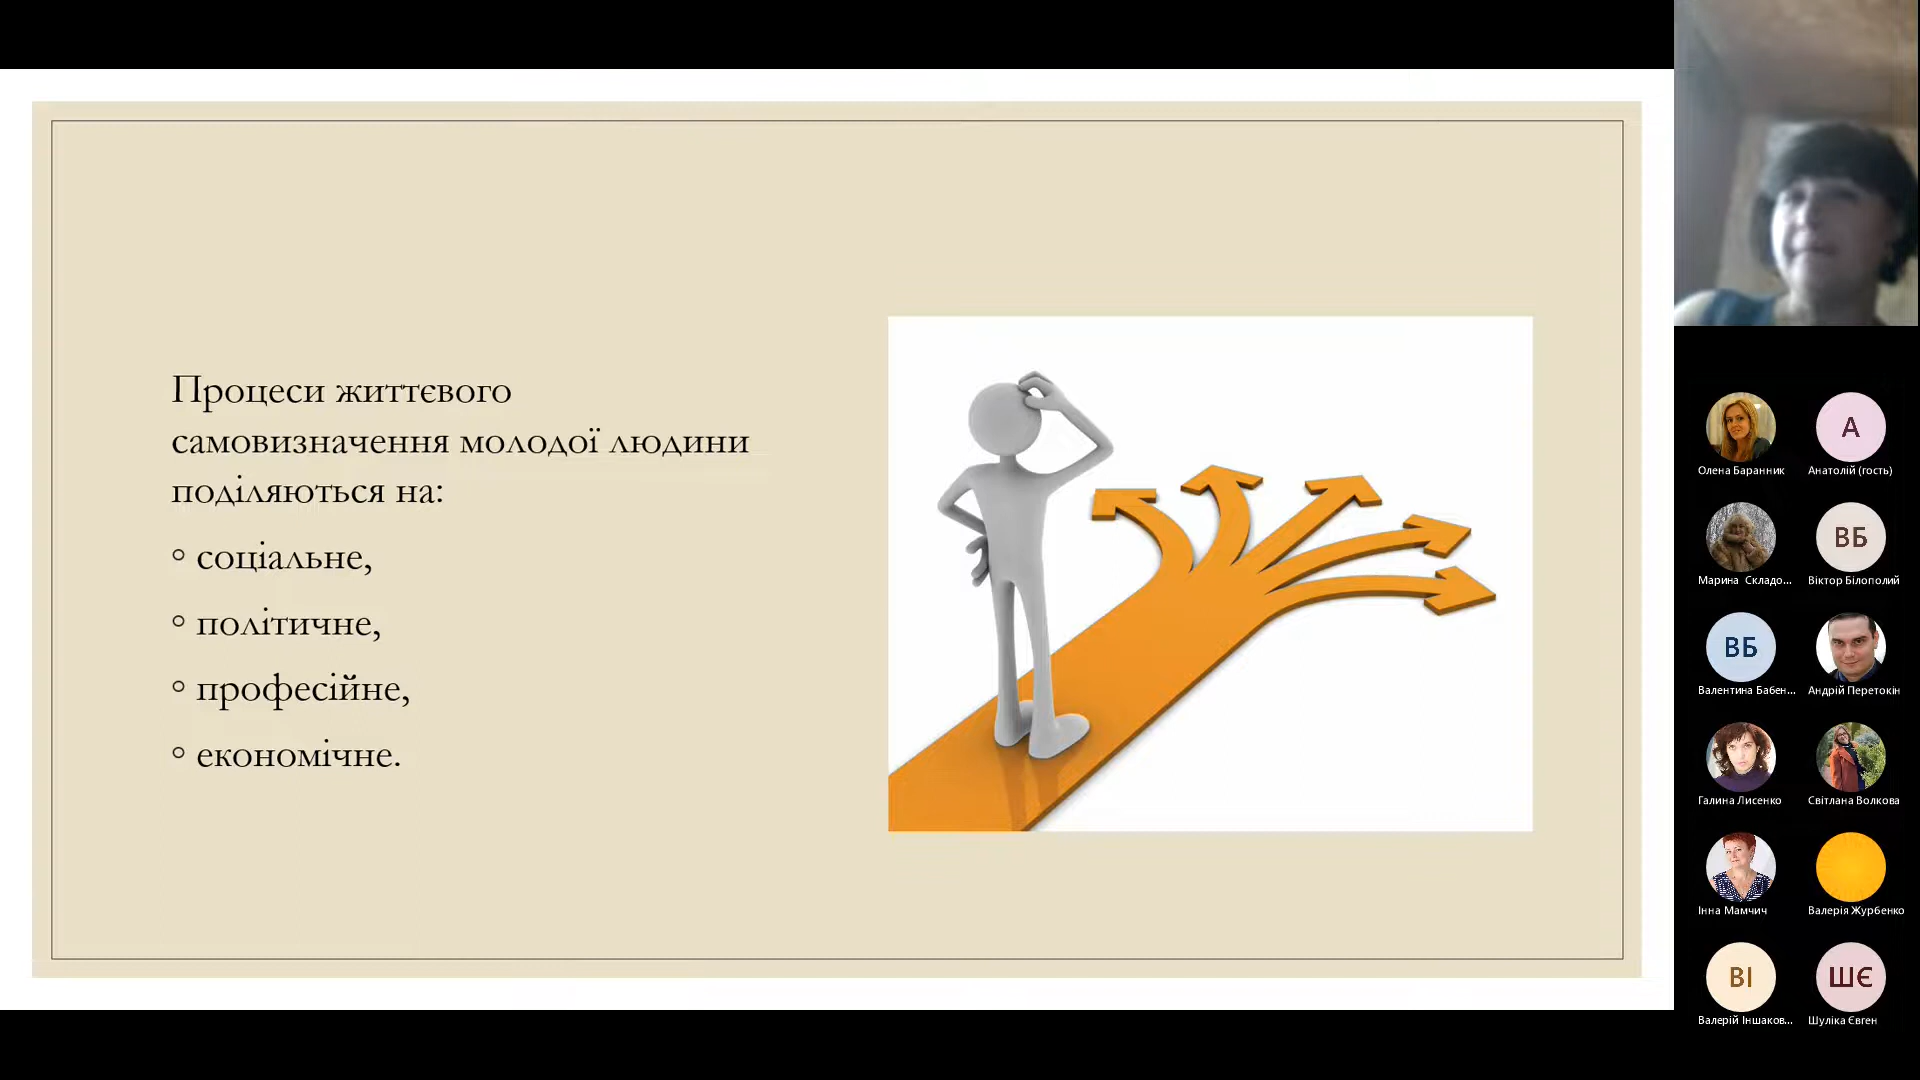 Процеси життєвого
самовизначення молодої людини
поділяються на:
соціальне,
політичне,
професійне,
економічне.
А
Олена Баранник
Анатолій (гость)
ВБ
Марина Складо...
Віктор Білополий
ВБ
Валентина Бабен...
Андрій Перетокін
Галина Лисенко
Світлана Волкова
Інна Мамчич
Валерія Журбенко
ВІ
ШЄ
Валерій Іншаков...
Шуліка Євген